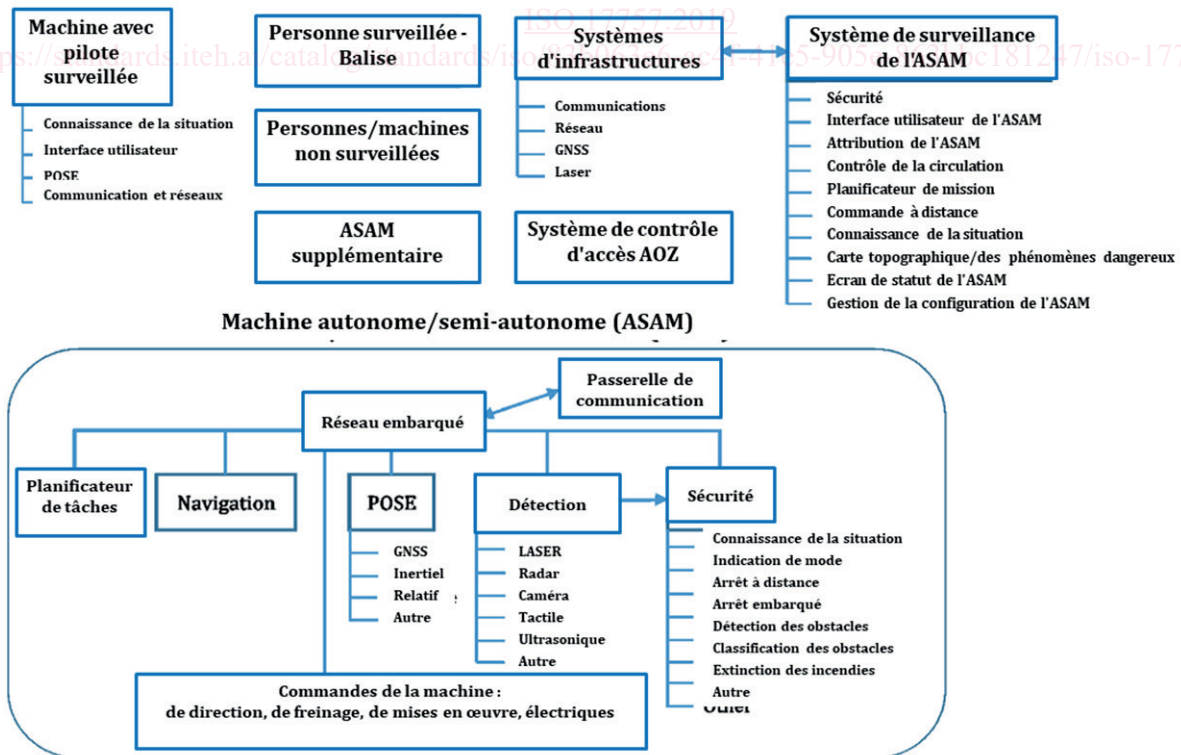 ISO 17757:2019
Machine avec
pilote
surveillée
Connaissance de la situation
Interface utilisateur
POSE
Communication et réseaux
Personne surveillée -
Balise
Personnes/machines
non surveillées
ASAM
supplémentaire
Systèmes
d'infrastructures
Communications
Réseau
GNSS
Laser
Système de contrôle
d'accès AOZ
Système de surveillance
de l'ASAM
Sécurité
Interface utilisateur de l'ASAM
Attribution de l'ASAM
Contrôle de la circulation
Planificateur de mission
Commande à distance
Connaissance de la situation
Carte topographique/des phénomènes dangereux
Ecran de statut de l'ASAM
Gestion de la configuration de l'ASAM
Machine autonome/semi-autonome (ASAM)
Passerelle de
communication
Réseau embarqué
Planificateur
de tâches
Navigation
POSE
GNSS
Inertiel
Relatif
Autre
Détection
LASER
Radar
Caméra
Tactile
Ultrasonique
Autre
Sécurité
Connaissance de la situation
Indication de mode
Arrêt à distance
Arrêt embarqué
Détection des obstacles
Classification des obstacles
Extinction des incendies
Autre
Commandes de la machine :
de direction, de freinage, de mises en œuvre, électriques